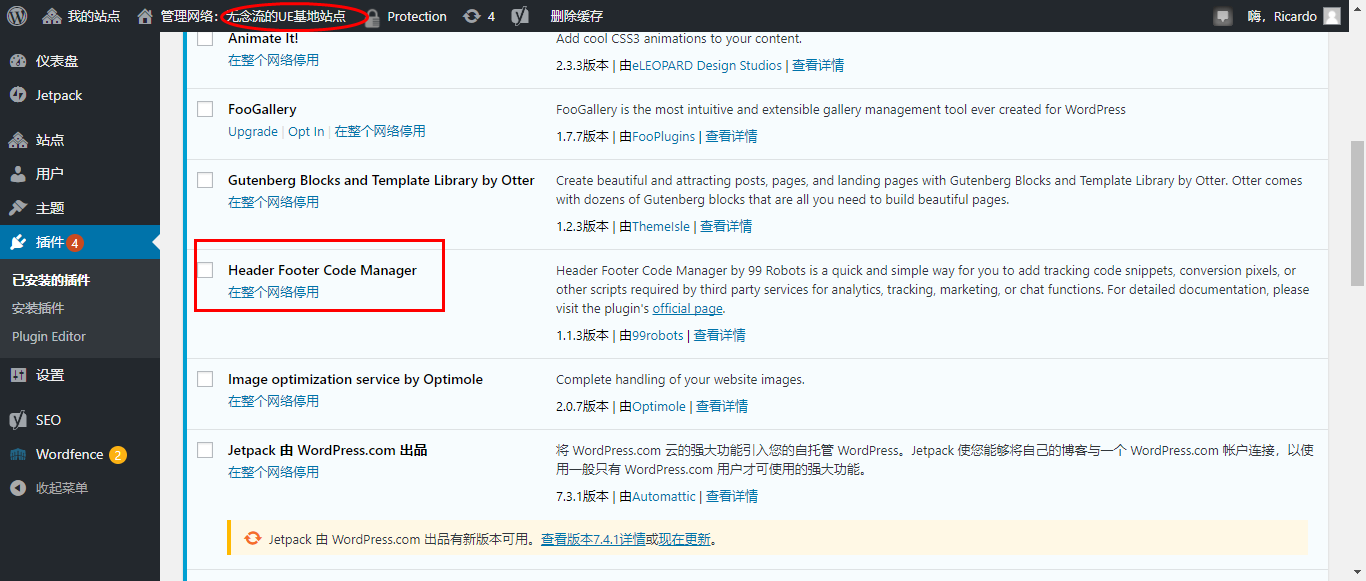 我的站点 管理网络: 无念流的UE基地站点 Protection 4 删除缓存 嗨，Ricardo
仪表盘
Jetpack
站点
用户
主题
插件 4
已安装的插件
安装插件
Plugin Editor
设置
SEO
Wordfence 2
收起菜单
Animate It!
在整个网络停用
Add cool CSS3 animations to your content.
2.3.3版本 | 由eLEOPARD Design Studios | 查看详情
FooGallery
Upgrade | Opt In | 在整个网络停用
FooGallery is the most intuitive and extensible gallery management tool ever created for WordPress
1.7.7版本 | 由FooPlugins | 查看详情
Gutenberg Blocks and Template Library by Otter
在整个网络停用
Create beautiful and attracting posts, pages, and landing pages with Gutenberg Blocks and Template Library by Otter. Otter comes
with dozens of Gutenberg blocks that are all you need to build beautiful pages.
1.2.3版本 | 由ThemeIsle | 查看详情
Header Footer Code Manager
在整个网络停用
Header Footer Code Manager by 99 Robots is a quick and simple way for you to add tracking code snippets, conversion pixels, or
other scripts required by third party services for analytics, tracking, marketing, or chat functions. For detailed documentation, please
visit the plugin's official page.
1.1.3版本 | 由99robots | 查看详情
Image optimization service by Optimole
在整个网络停用
Complete handling of your website images.
2.0.7版本 | 由Optimole | 查看详情
Jetpack 由 WordPress.com 出品
在整个网络停用
将 WordPress.com 云的强大功能引入您的自托管 WordPress。Jetpack 使您能够将自己的博客与一个 WordPress.com 帐户连接，以使
用一般只有 WordPress.com 用户才可使用的强大功能。
7.3.1版本 | 由Automattic | 查看详情
Jetpack 由 WordPress.com 出品有新版本可用。查看版本7.4.1详情或现在更新。